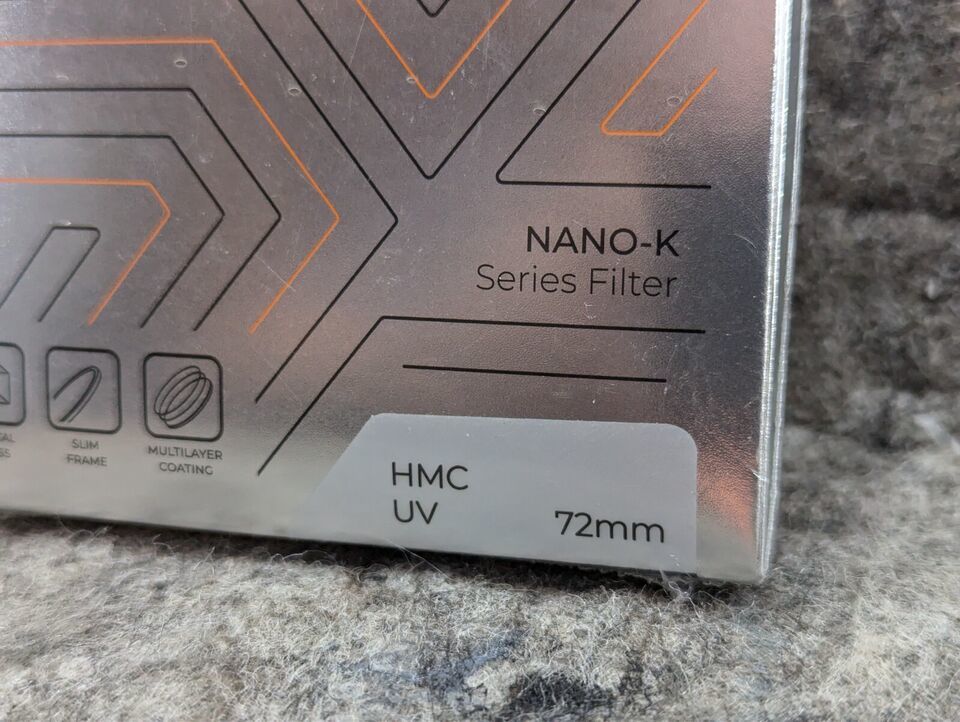 NANO-K
Series Filter
SLIM
FRAME
MULTILAYER
COATING
HMC
UV
72mm